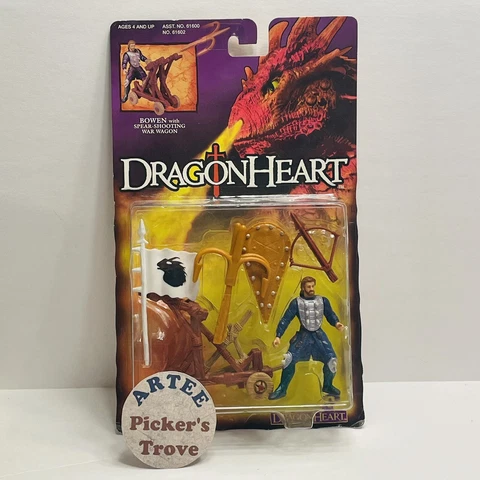 AGES 4 AND UP
ASST. NO. 61600
NO. 61602
BOWEN with
SPEAR-SHOOTING
WAR WAGON
DRAGONHEART
DRAGONHEART
ARTEE
Picker's
Trove